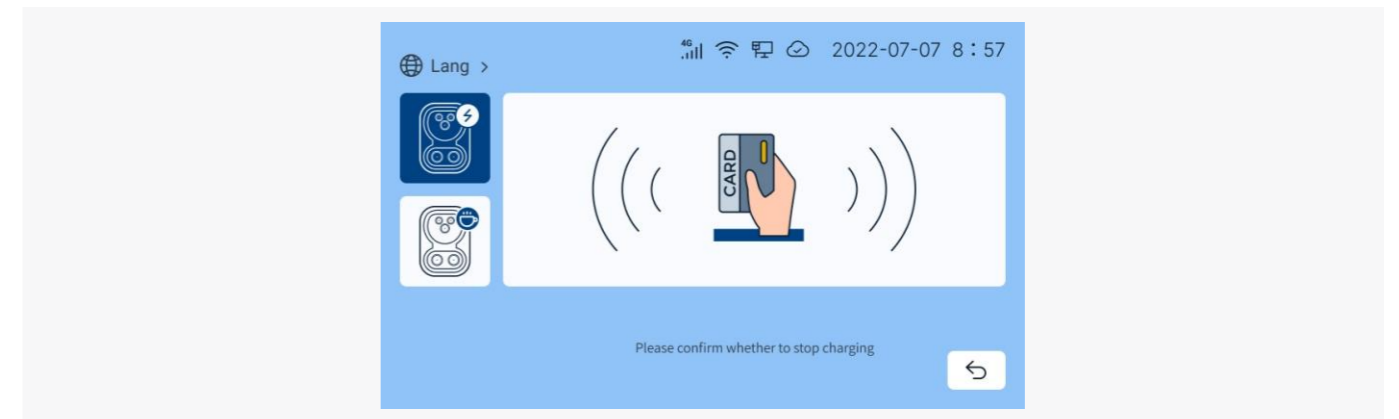 4G 2022-07-07 8：57
Lang >
CARD
Please confirm whether to stop charging